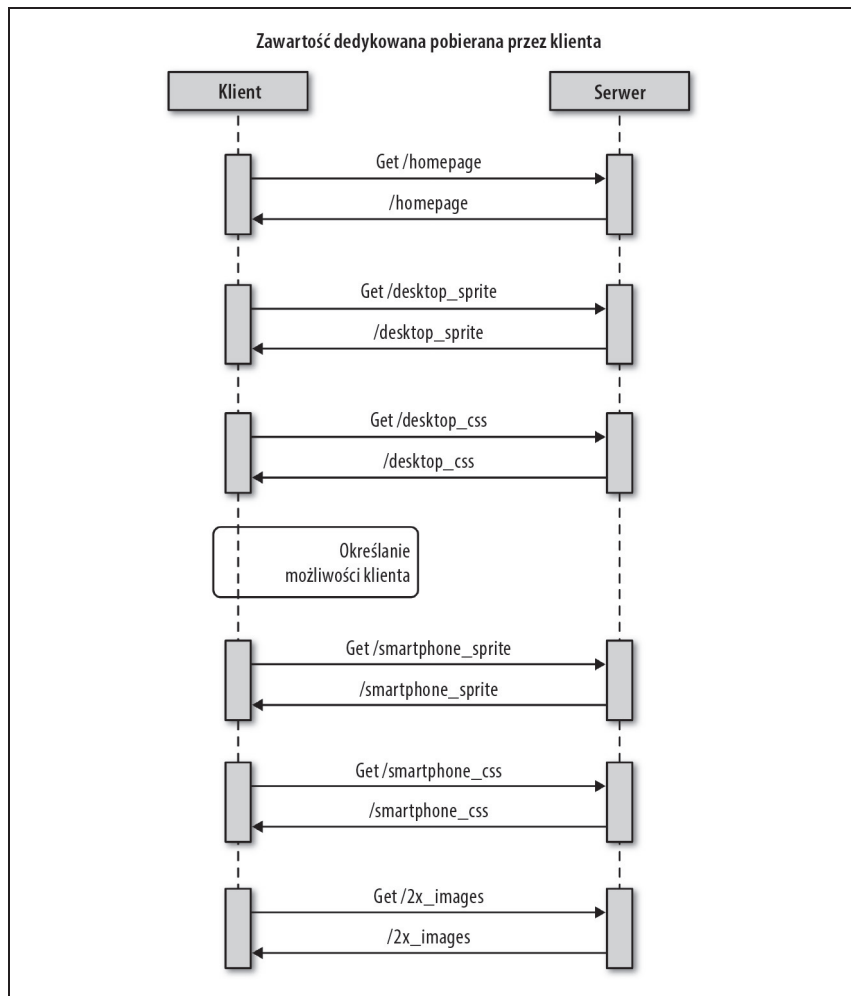 Zawartość dedykowana pobierana przez klienta
Klient
Serwer
Get /homepage
/homepage
Get /desktop_sprite
/desktop_sprite
Get /desktop_css
/desktop_css
Określanie
możliwości klienta
Get /smartphone_sprite
/smartphone_sprite
Get /smartphone_css
/smartphone_css
Get /2x_images
/2x_images